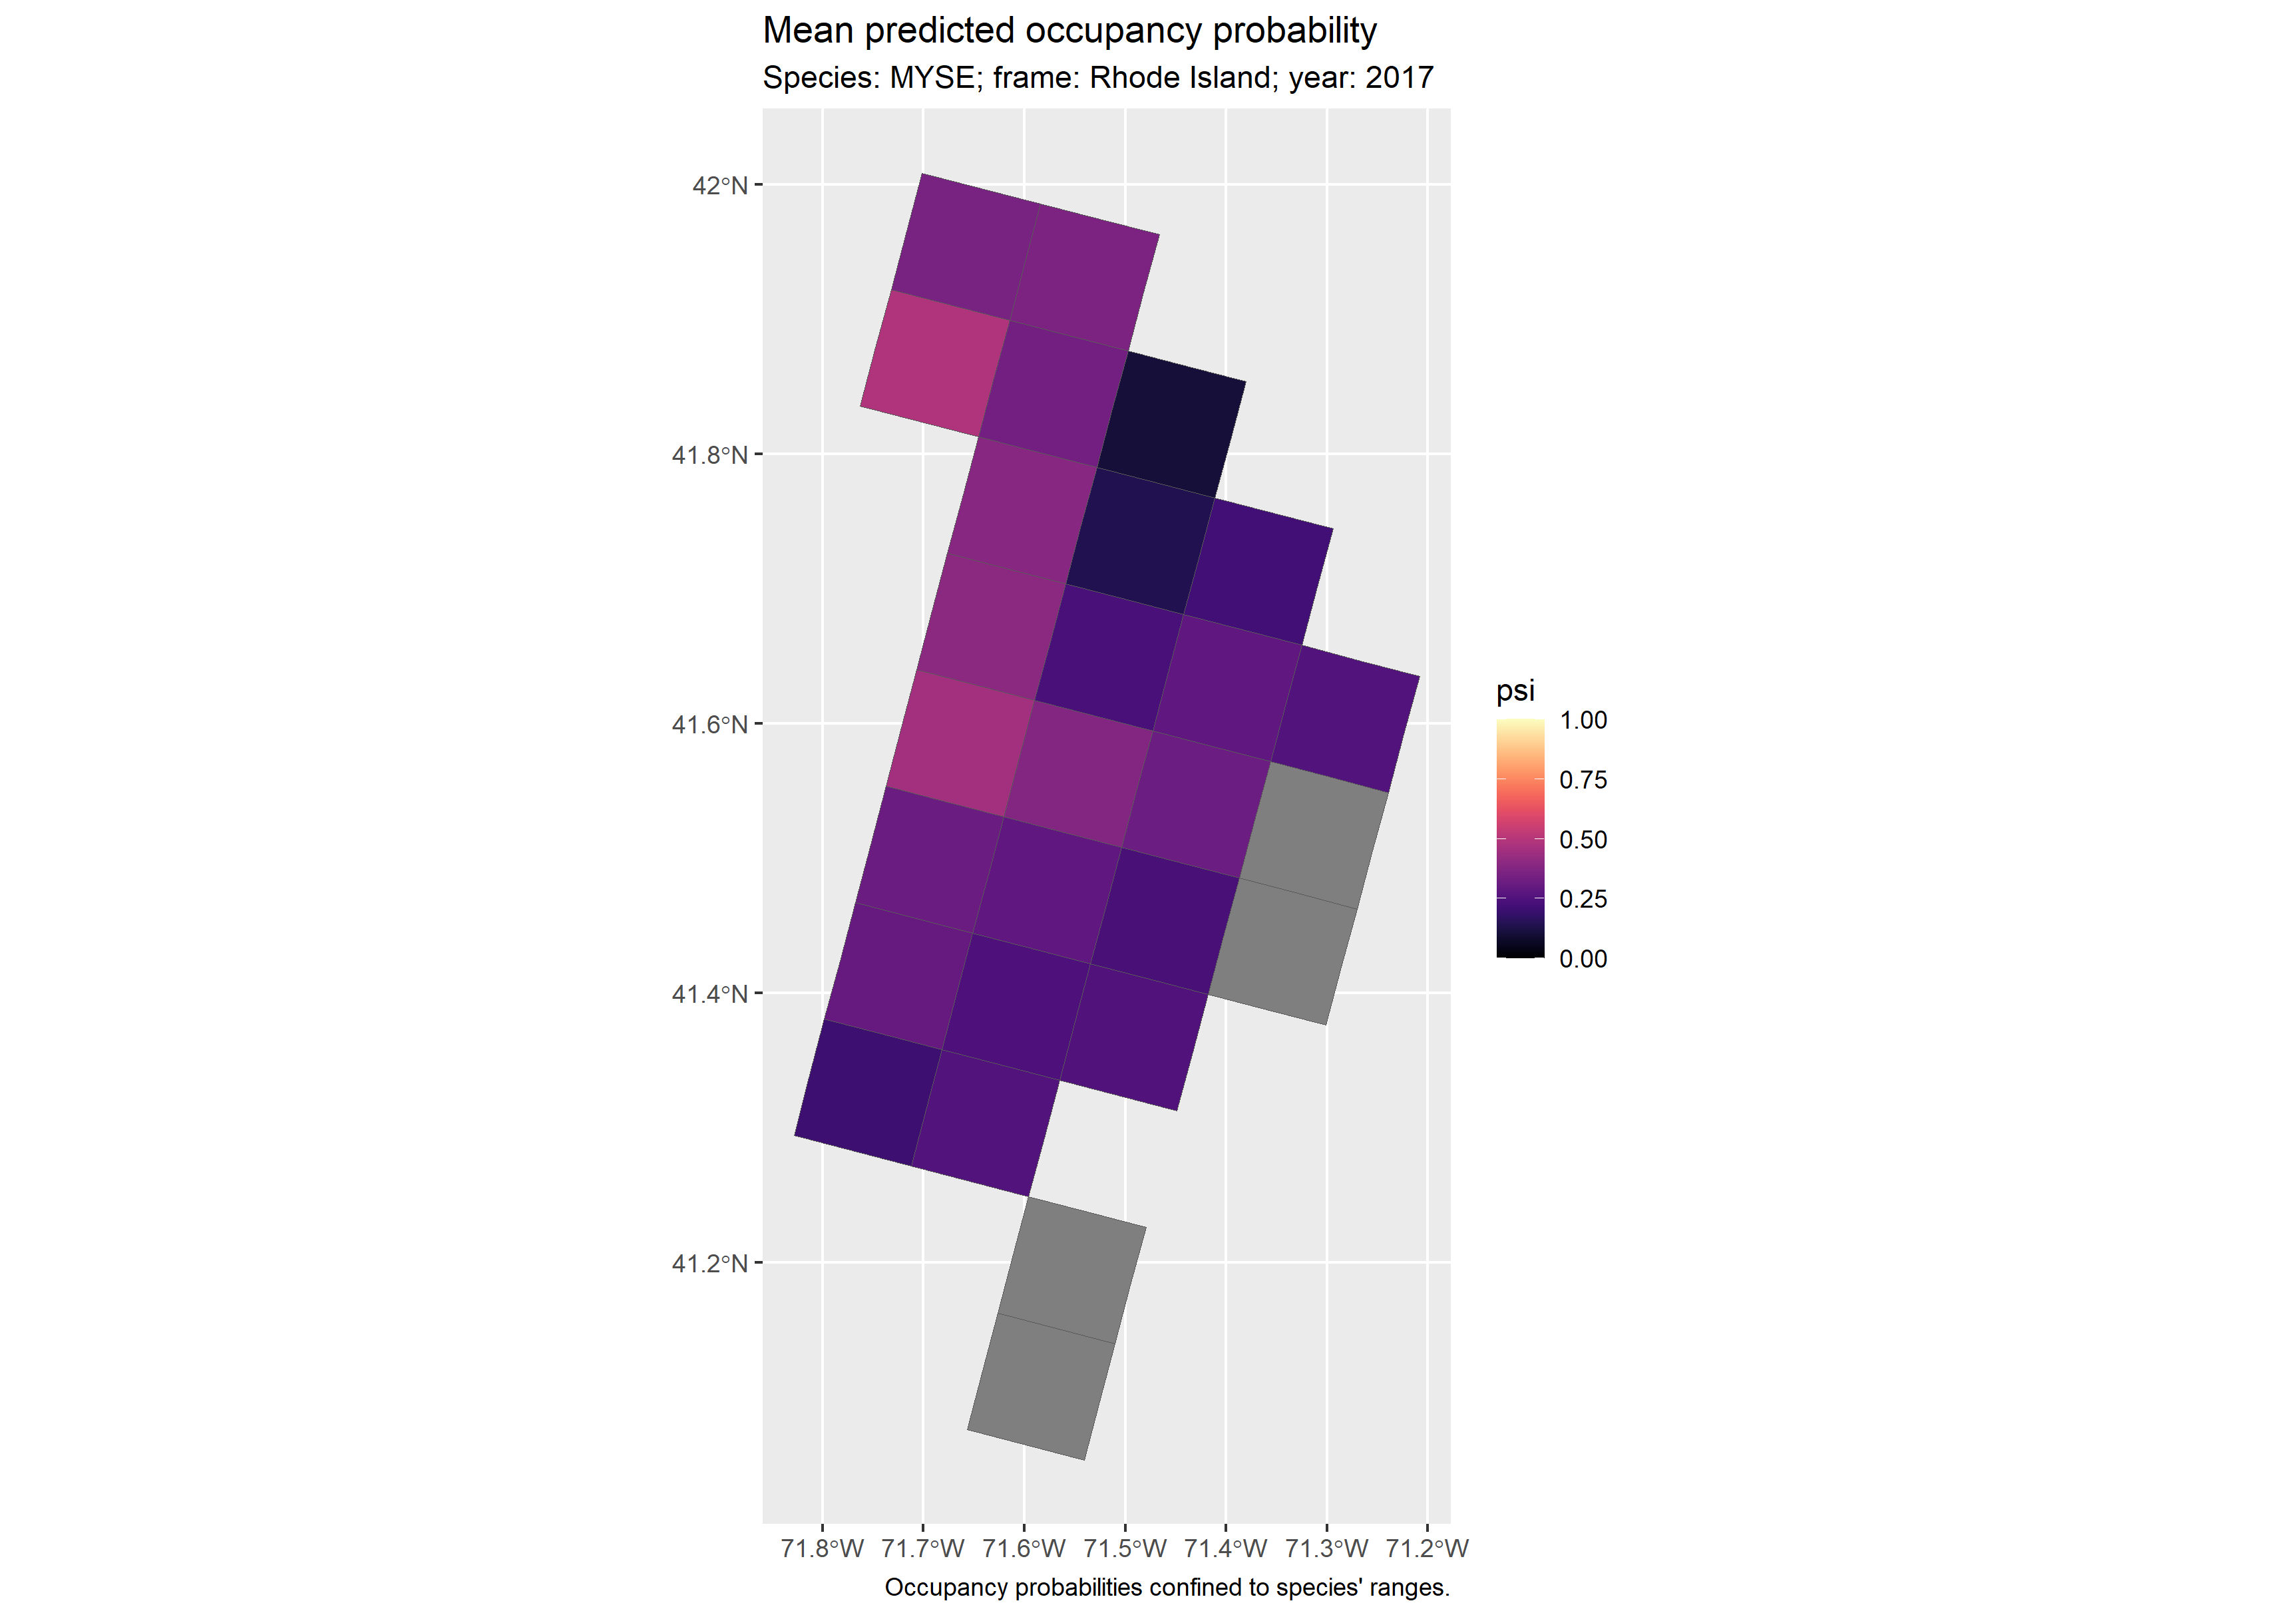 Mean predicted occupancy probability
Species: MYSE; frame: Rhode Island; year: 2017
42°N
41.8°N
41.6°N
41.4°N
41.2°N
psi
1.00
0.75
0.50
0.25
0.00
71.8°W 71.7°W 71.6°W 71.5°W 71.4°W 71.3°W 71.2°W
Occupancy probabilities confined to species' ranges.